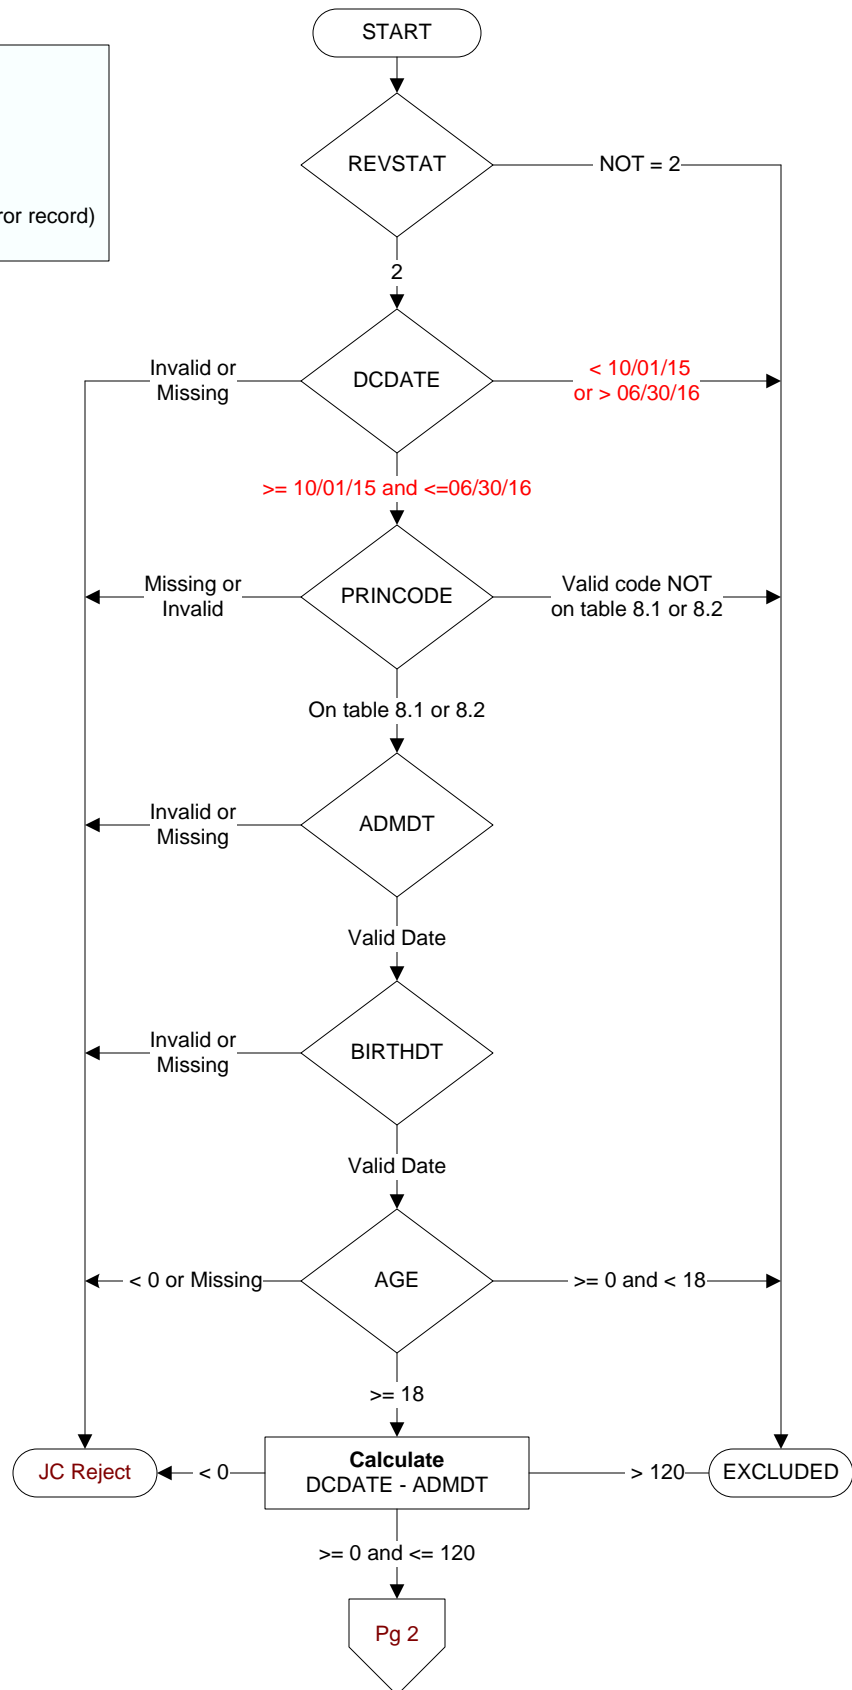 START
ror record)
REVSTAT
NOT = 2
2
Invalid or
Missing
DCDATE
< 10/01/15
or > 06/30/16
>= 10/01/15 and <=06/30/16
Missing or
Invalid
PRINCODE
Valid code NOT
on table 8.1 or 8.2
On table 8.1 or 8.2
Invalid or
Missing
ADMDT
Valid Date
Invalid or
Missing
BIRTHDT
Valid Date
< 0 or Missing
AGE
>= 0 and < 18
>= 18
JC Reject
< 0
Calculate
DCDATE - ADMDT
> 120
EXCLUDED
>= 0 and <= 120
Pg 2